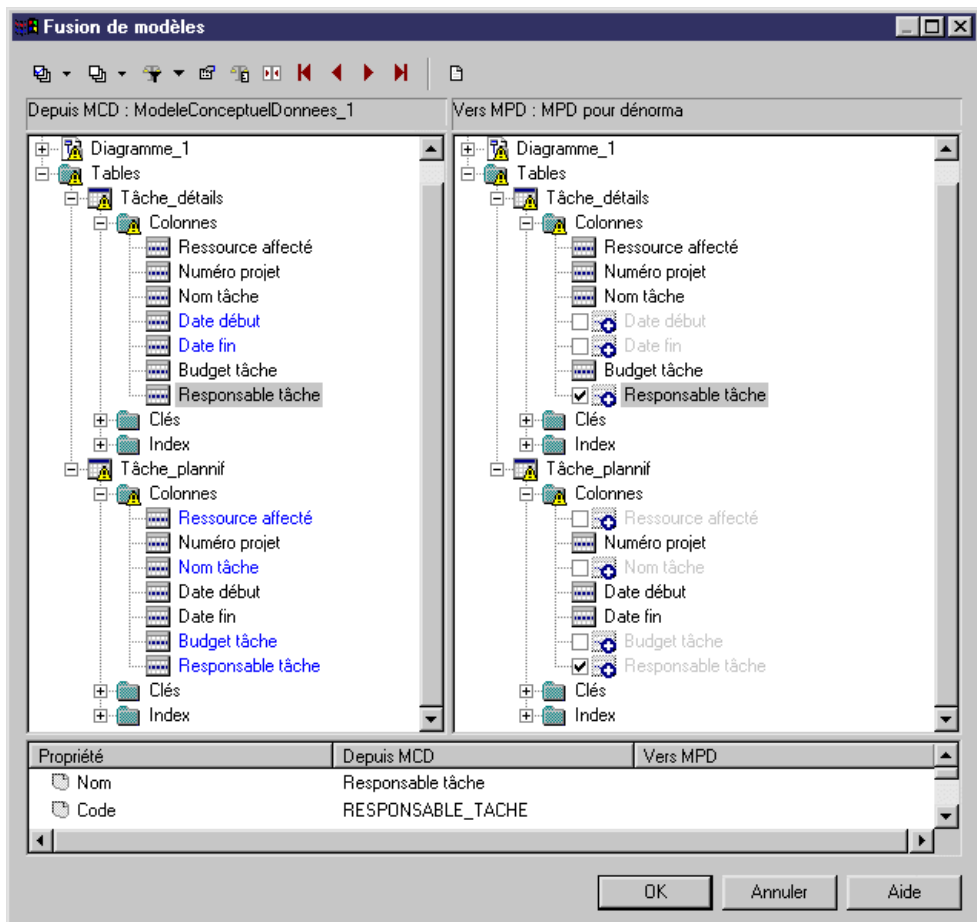 Fusion de modèles
Depuis MCD : ModeleConceptuelDonnees_1
Vers MPD : MPD pour dénorma
Diagramme_1
Tables
Tâche_détails
Colonnes
Ressource affecté
Numéro projet
Nom tâche
Date début
Date fin
Budget tâche
Responsable tâche
Clés
Index
Tâche_plannif
Colonnes
Ressource affecté
Numéro projet
Nom tâche
Date début
Date fin
Budget tâche
Responsable tâche
Clés
Index
Diagramme_1
Tables
Tâche_détails
Colonnes
Ressource affecté
Numéro projet
Nom tâche
Date début
Date fin
Budget tâche
Responsable tâche
Clés
Index
Tâche_plannif
Colonnes
Ressource affecté
Numéro projet
Nom tâche
Date début
Date fin
Budget tâche
Responsable tâche
Clés
Index
Propriété Depuis MCD Vers MPD
Nom Responsable tâche
Code RESPONSABLE_TACHE
OK Annuler Aide